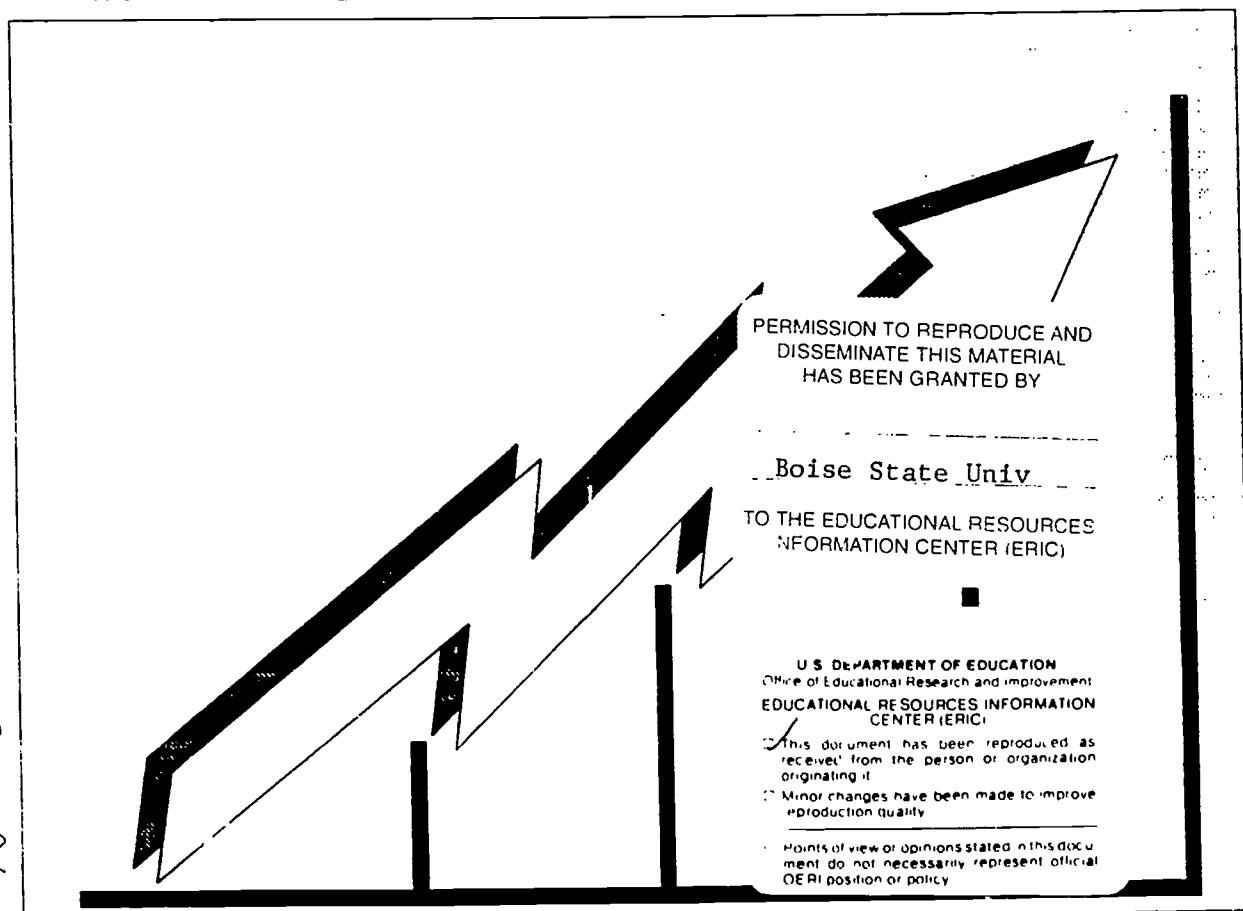 PERMISSION TO REPRODUCE AND
DISSEMINATE THIS MATERIAL
HAS BEEN GRANTED BY
Boise State Univ
TO THE EDUCATIONAL RESOURCES
INFORMATION CENTER (ERIC)
U S DEPARTMENT OF EDUCATION
Office of Educational Research and Improvement
EDUCATIONAL RESOURCES INFORMATION
CENTER (ERIC)
This document has been reproduced as
received from the person or organization
originating it
Minor changes have been made to improve
reproduction quality
Points of view or opinions stated in this docu
ment do not necessarily represent official
OERI position or policy